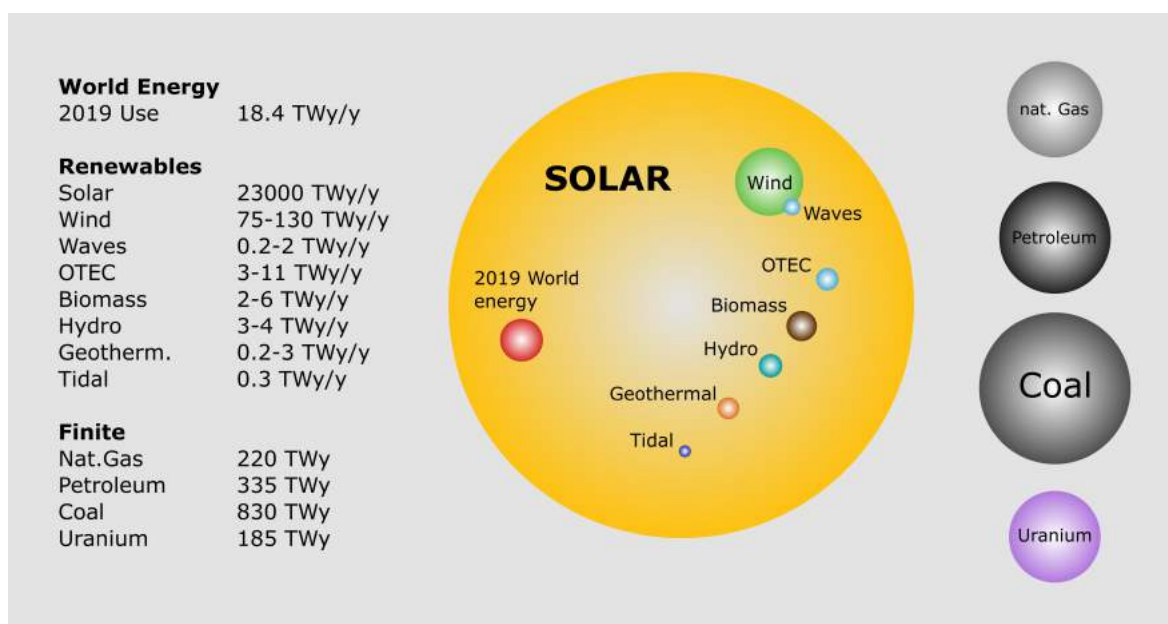 World Energy
2019 Use 18.4 TWy/y
Renewables
Solar 23000 TWy/y
Wind 75-130 TWy/y
Waves 0.2-2 TWy/y
OTEC 3-11 TWy/y
Biomass 2-6 TWy/y
Hydro 3-4 TWy/y
Geotherm. 0.2-3 TWy/y
Tidal 0.3 TWy/y
Finite
Nat.Gas 220 TWy
Petroleum 335 TWy
Coal 830 TWy
Uranium 185 TWy
SOLAR
Wind
Waves
OTEC
2019 World
energy
Biomass
Hydro
Geothermal
Tidal
nat. Gas
Petroleum
Coal
Uranium